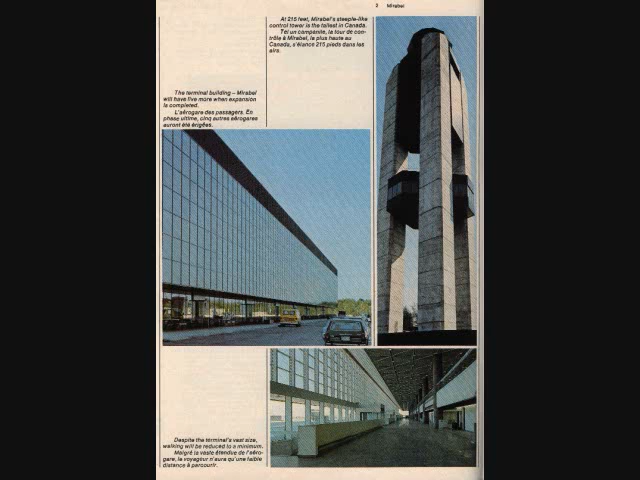 2 Mirabel
At 215 feet, Mirabel's steeple-like
control tower is the tallest in Canada.
Tel un campanile, la tour de con-
trôle à Mirabel, la plus haute au
Canada, s'élance 215 pieds dans les
airs.
The terminal building – Mirabel
will have five more when expansion
is completed.
L'aérogare des passagers. En
phase ultime, cinq autres aérogares
auront été érigées.
Despite the terminal's vast size,
walking will be reduced to a minimum.
Malgré la vaste étendue de l'aéro-
gare, le voyageur n'aura qu'une faible
distance à parcourir.